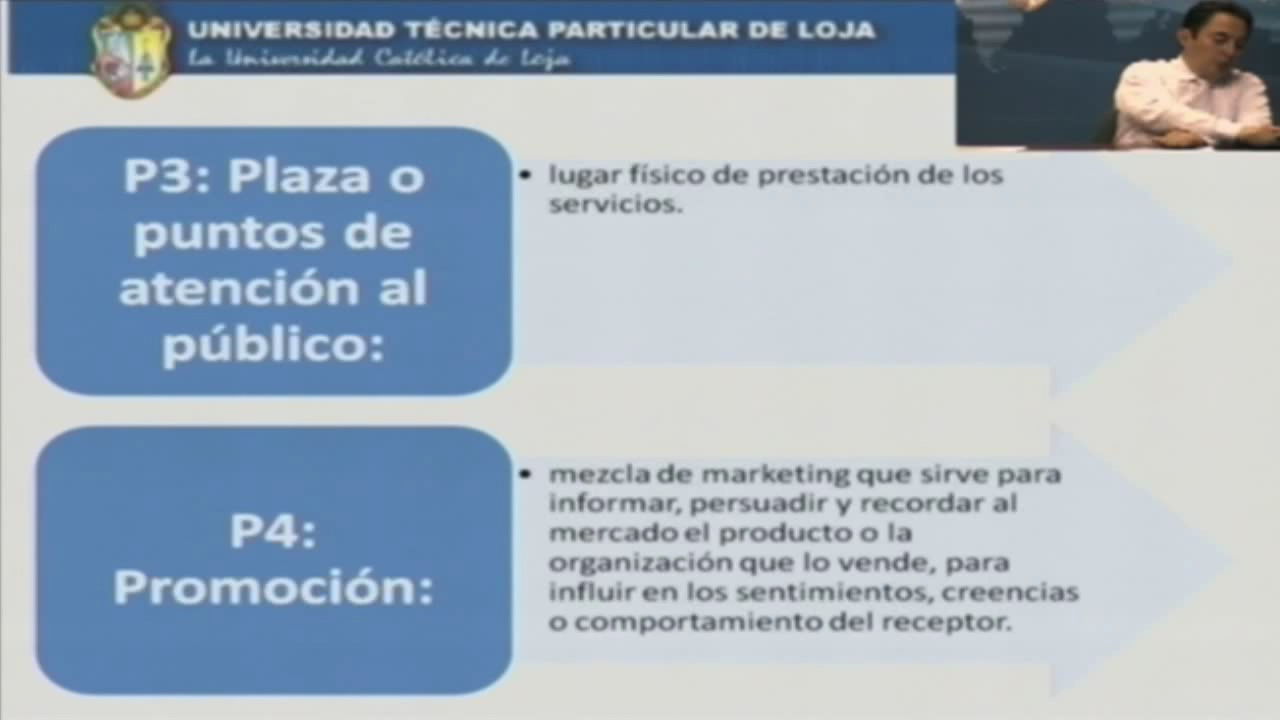 UNIVERSIDAD TÉCNICA PARTICULAR DE LOJA
La Universidad Católica de Loja
P3: Plaza o
puntos de
atención al
público:
• lugar físico de prestación de los
servicios.
P4:
Promoción:
• mezcla de marketing que sirve para
informar, persuadir y recordar al
mercado el producto o la
organización que lo vende, para
influir en los sentimientos, creencias
o comportamiento del receptor.